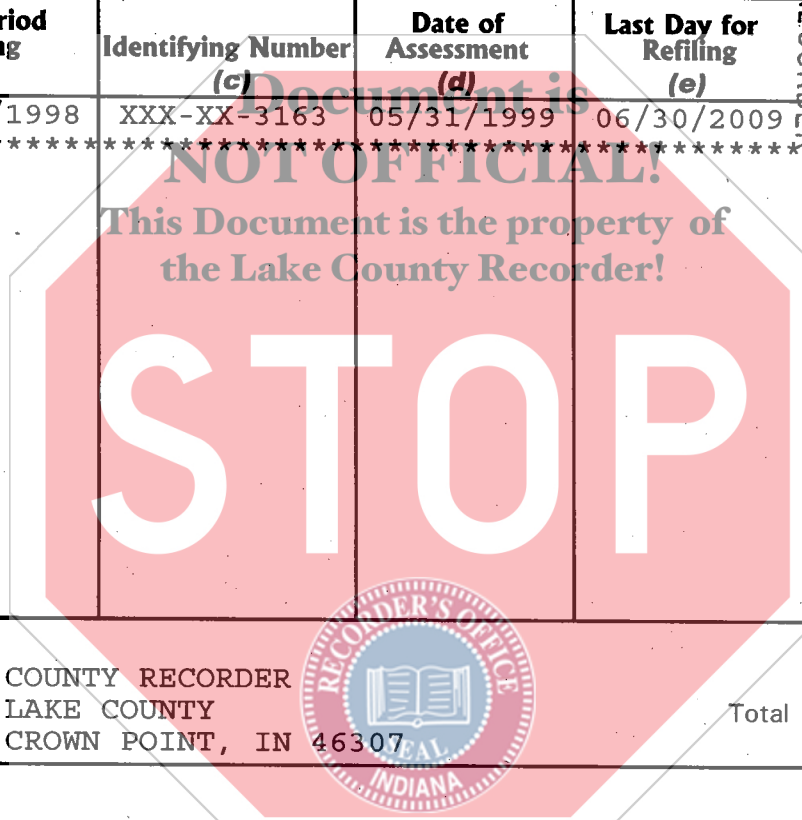 riod
ng
Identifying Number
(c)
Date of
Assessment
(d)
Last Day for
Refiling
(e)
/1998 XXX-XX-3163 05/31/1999 06/30/2009
****************************************************
Document is
NOT OFFICIAL!
This Document is the property of
the Lake County Recorder!
STOP
COUNTY RECORDER
LAKE COUNTY
CROWN POINT, IN 46307
Total
RECORDER'S OFFICE
SEAL
INDIANA